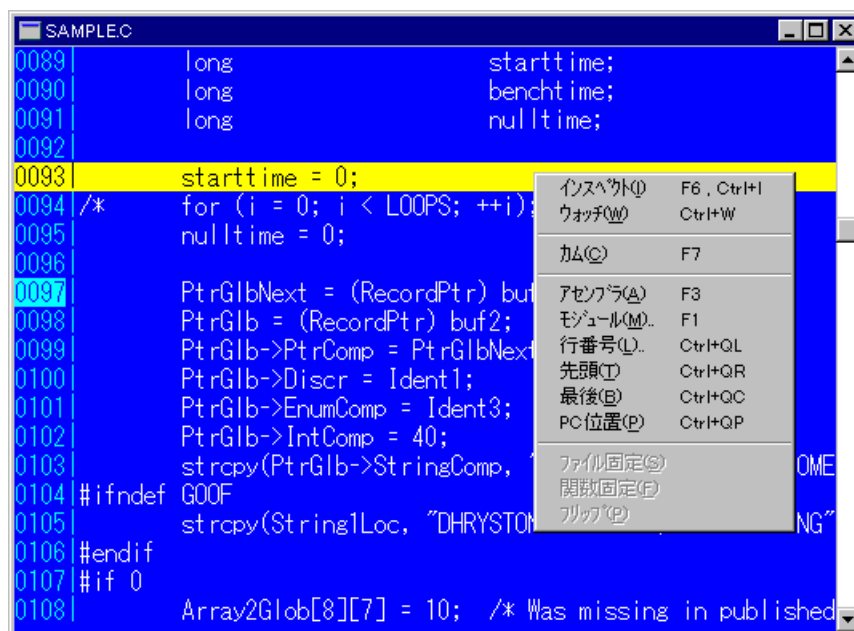 SAMPLE.C
0089 long starttime;
0090 long benchtime;
0091 long nulltime;
0092
0093 starttime = 0;
0094 /* for (i = 0; i < LOOPS; ++i);
0095 nulltime = 0;
0096
0097 PtrGlbNext = (RecordPtr) buf
0098 PtrGlb = (RecordPtr) buf2;
0099 PtrGlb->PtrComp = PtrGlbNext
0100 PtrGlb->Discr = Ident1;
0101 PtrGlb->EnumComp = Ident3;
0102 PtrGlb->IntComp = 40;
0103 strcpy(PtrGlb->StringComp, " OME
0104 #ifndef GOOF
0105 strcpy(String1Loc, "DHRYSTON NG"
0106 #endif
0107 #if 0
0108 Array2Glob[8][7] = 10; /* Was missing in published
インスペクト(I) F6 , Ctrl+I
ウォッチ(W) Ctrl+W
カム(C) F7
アセンブラ(A) F3
モジュール(M).. F1
行番号(L).. Ctrl+QL
先頭(T) Ctrl+QR
最後(B) Ctrl+QC
PC位置(P) Ctrl+QP
ファイル固定(S)
関数固定(F)
フリップ(P)